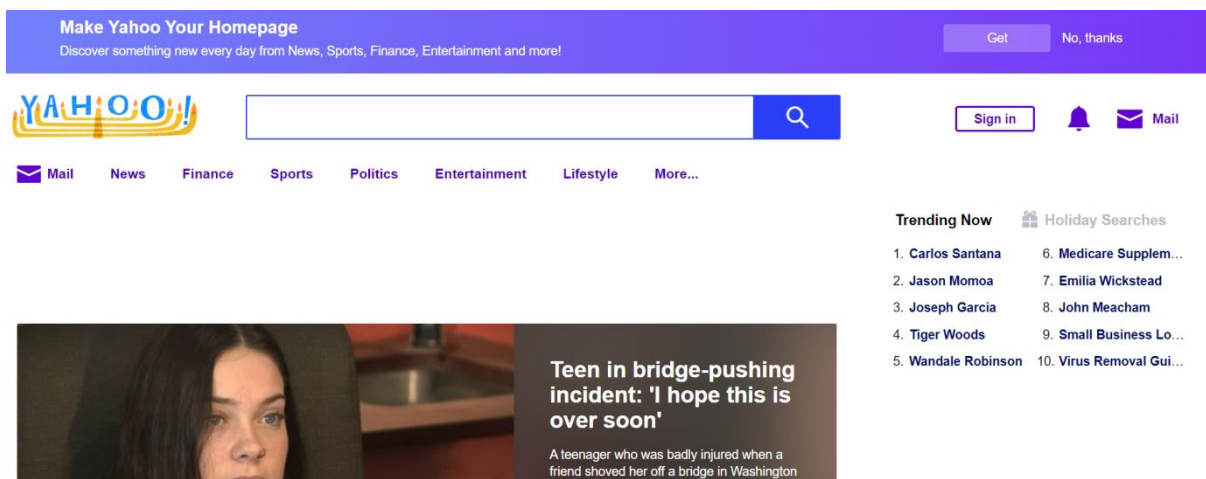 Make Yahoo Your Homepage
Discover something new every day from News, Sports, Finance, Entertainment and more!
Get
No, thanks
YAHOO!
Sign in
Mail
Mail News Finance Sports Politics Entertainment Lifestyle More...
Trending Now Holiday Searches
1. Carlos Santana 6. Medicare Supplem...
2. Jason Momoa 7. Emilia Wickstead
3. Joseph Garcia 8. John Meacham
4. Tiger Woods 9. Small Business Lo...
5. Wandale Robinson 10. Virus Removal Gui...
Teen in bridge-pushing
incident: 'I hope this is
over soon'
A teenager who was badly injured when a
friend shoved her off a bridge in Washington